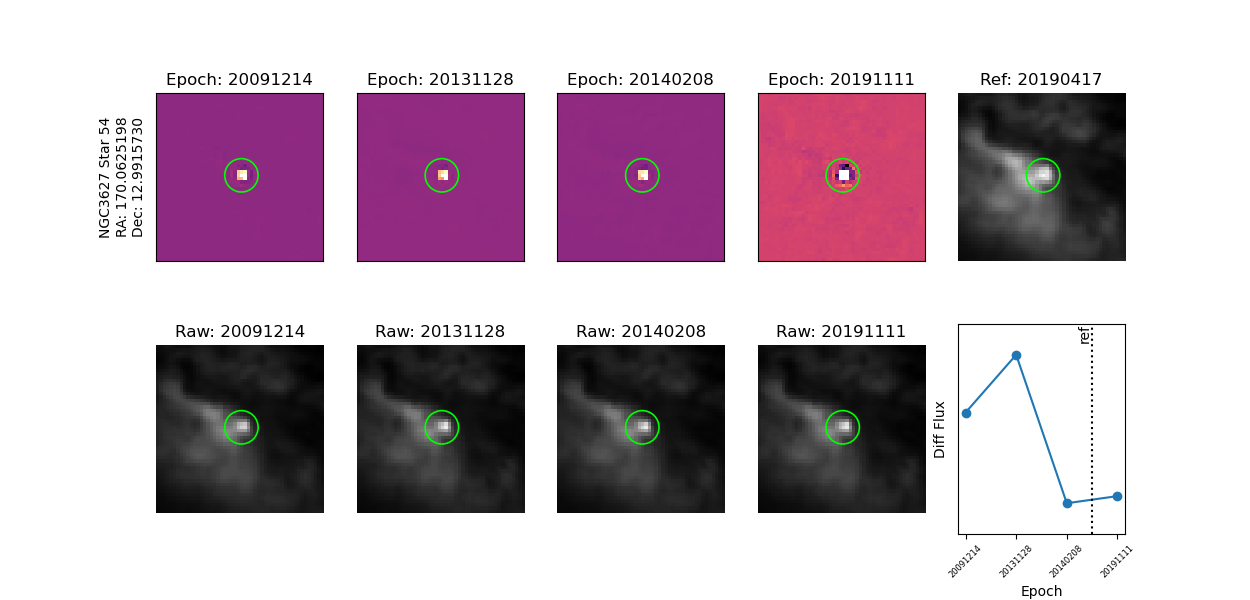 Epoch: 20091214
Epoch: 20131128
Epoch: 20140208
Epoch: 20191111
Ref: 20190417
NGC3627 Star 54
RA: 170.0625198
Dec: 12.9915730
Raw: 20091214
Raw: 20131128
Raw: 20140208
Raw: 20191111
ref
Diff Flux
20091214
20131128
20140208
20191111
Epoch